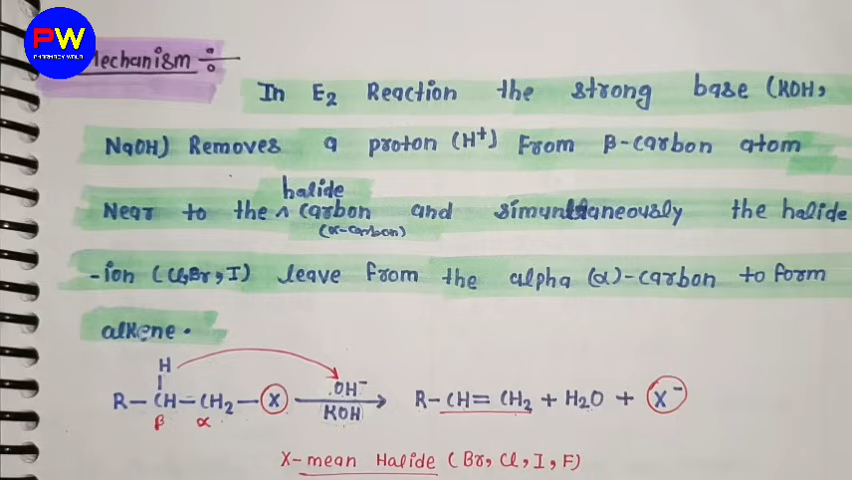 PW
PHARMACY WALA
Mechanism ÷
In E₂ Reaction the strong base (KOH,
NaOH) Removes a proton (H⁺) From β-carbon atom
halide
Near to the ^ carbon and simultaneously the halide
(α-carbon)
-ion (Cl,Br,I) leave from the alpha (α)-carbon to form
alkene.
H
R-CH-CH₂-X → OH⁻ R-CH=CH₂ + H₂O + X⁻
β α KOH
X-mean Halide (Br, Cl, I, F)